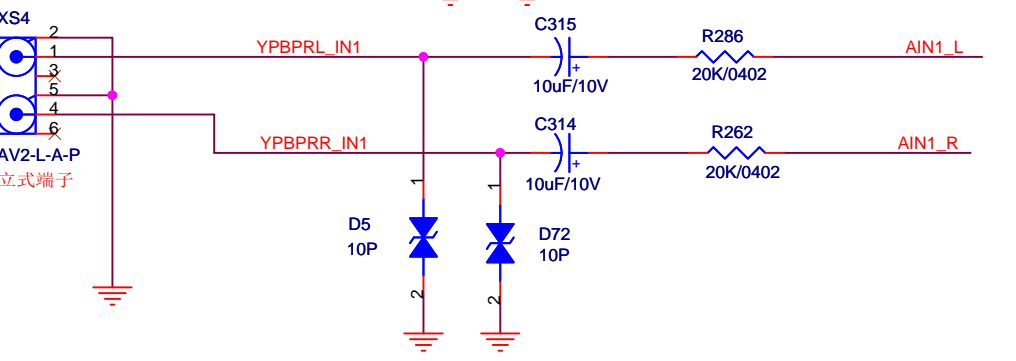 XS4
2
1
3
5
4
6
AV2-L-A-P
立式端子
YPBPRL_IN1
C315
+
10uF/10V
R286
20K/0402
AIN1_L
YPBPRR_IN1
C314
+
10uF/10V
R262
20K/0402
AIN1_R
1
D5
10P
2
1
D72
10P
2